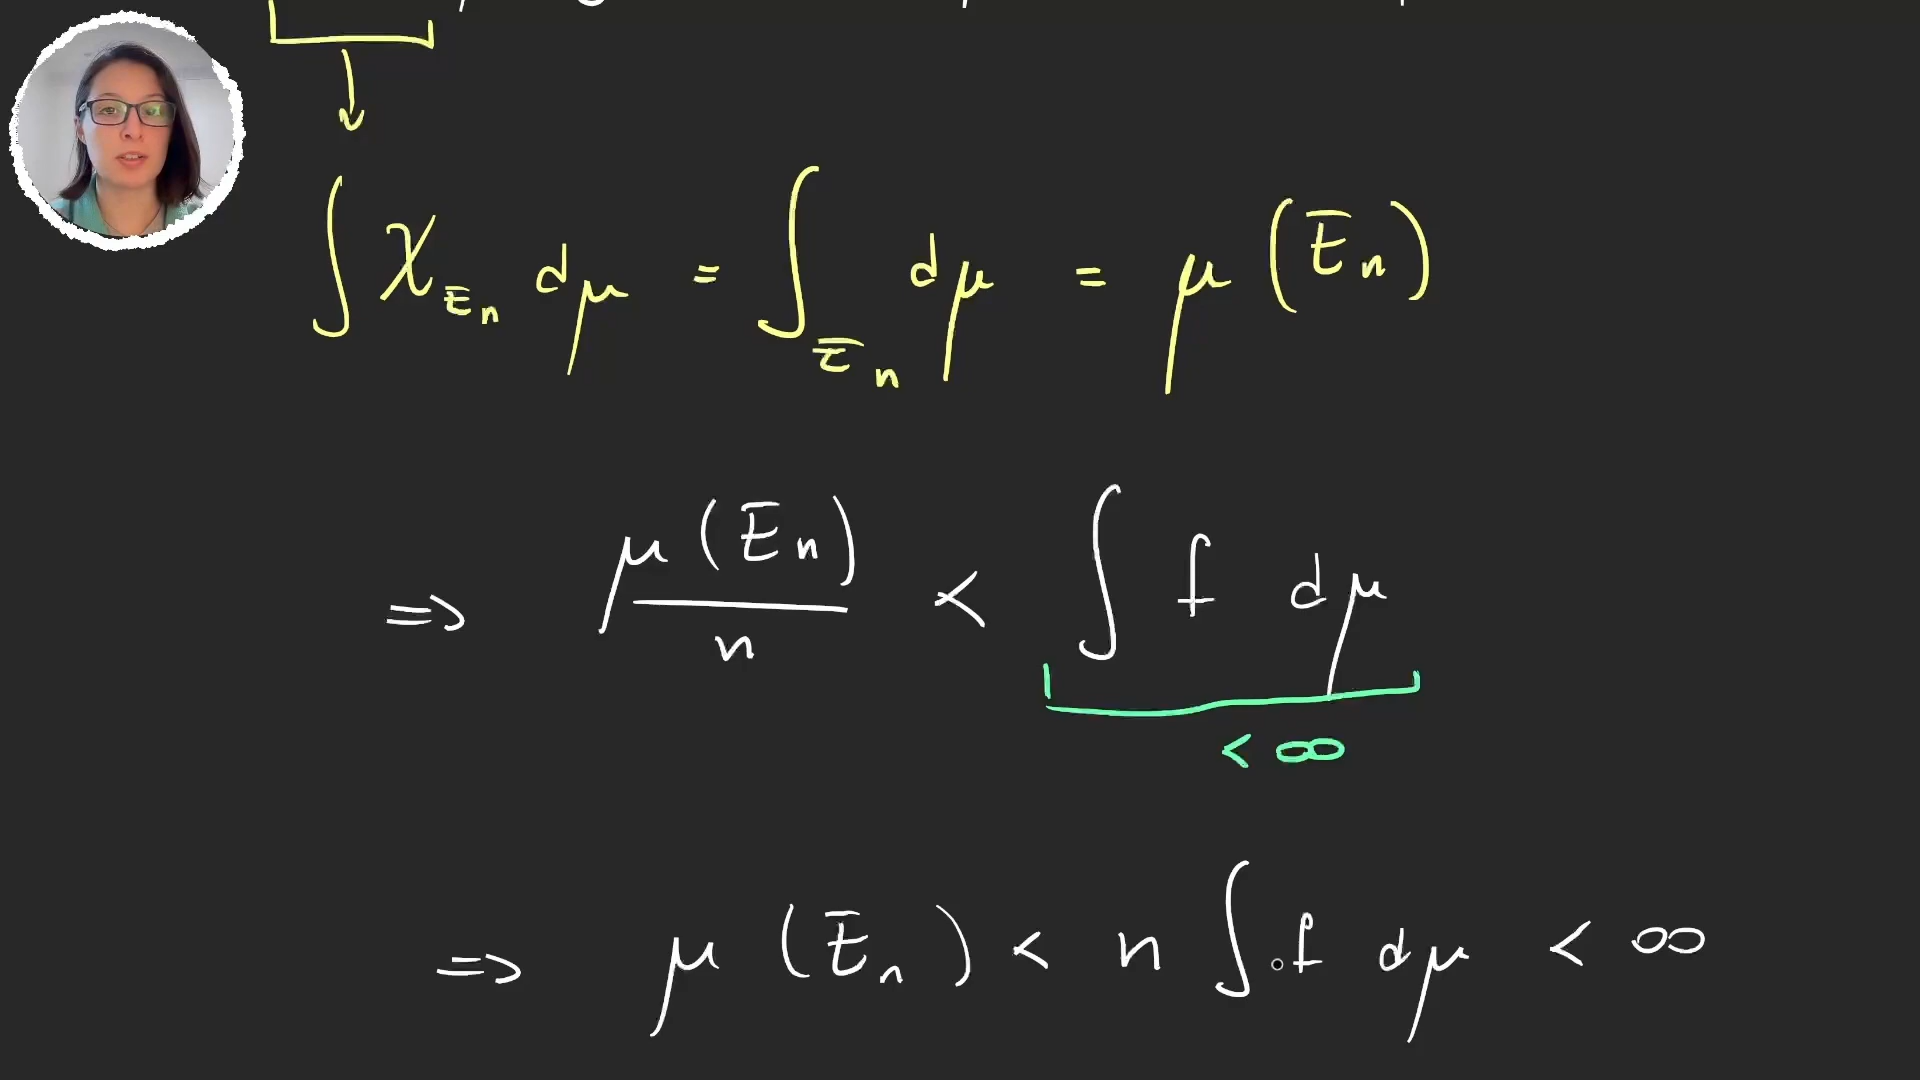 ∫ χ_{E_n} dμ = ∫_{E_n} dμ = μ(E_n)
⇒ μ(E_n)/n < ∫ f dμ
< ∞
⇒ μ(E_n) < n ∫ f dμ < ∞